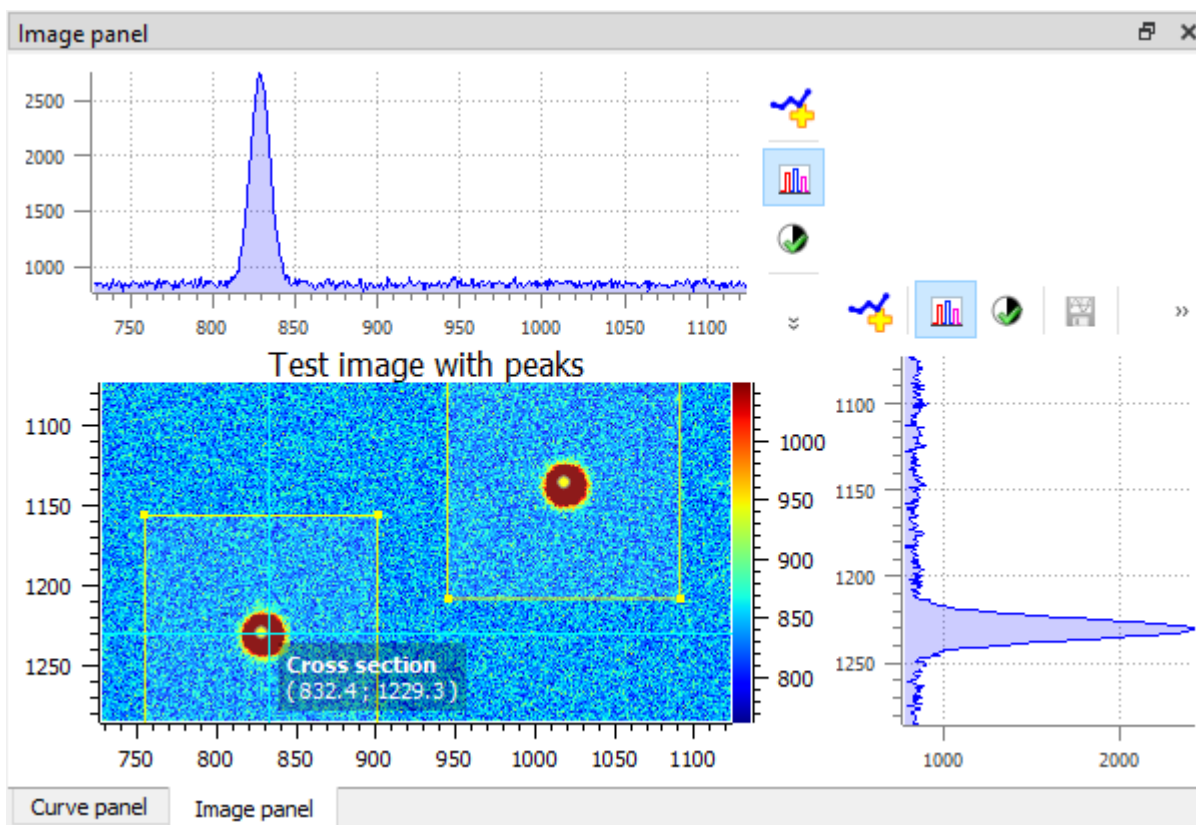 Image panel
2500
2000
1500
1000
750 800 850 900 950 1000 1050 1100
Test image with peaks
1100
1150
1200
1250
Cross section
(832.4 ; 1229.3)
750 800 850 900 950 1000 1050 1100
1000
950
900
850
800
1100
1150
1200
1250
1000 2000
Curve panel Image panel